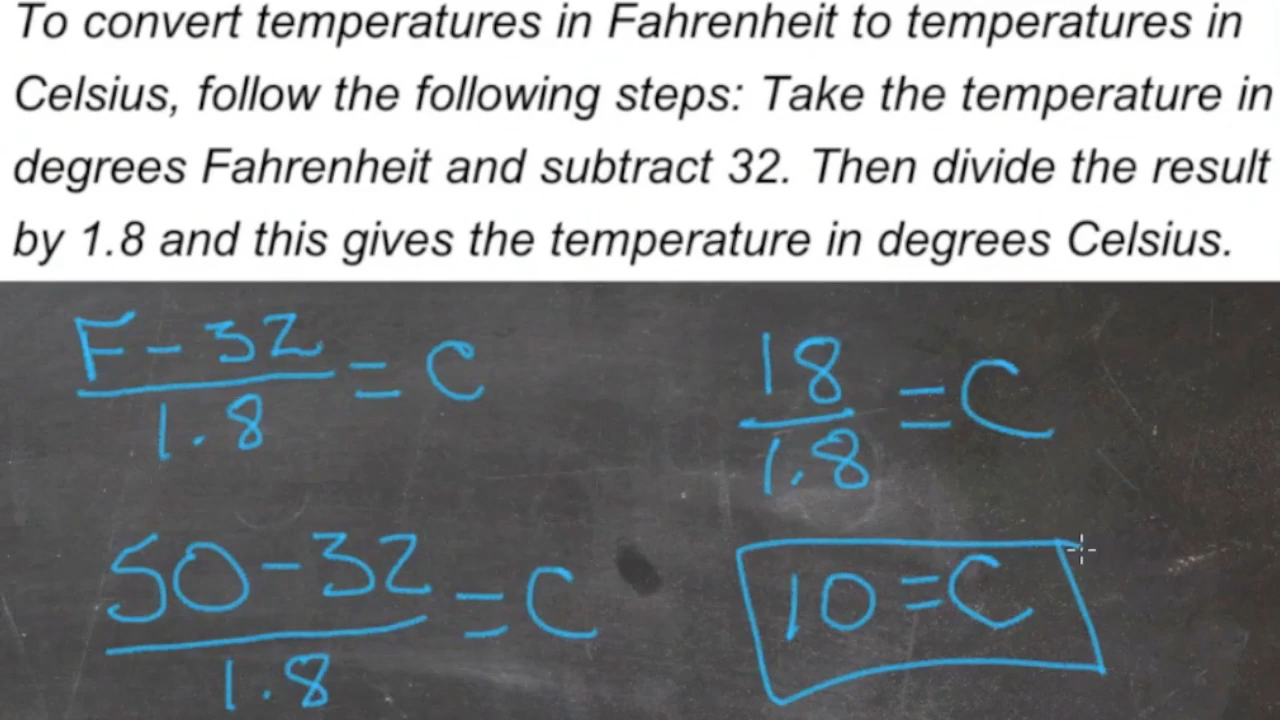 To convert temperatures in Fahrenheit to temperatures in
Celsius, follow the following steps: Take the temperature in
degrees Fahrenheit and subtract 32. Then divide the result
by 1.8 and this gives the temperature in degrees Celsius.
F - 32
/ 1.8 = C
50 - 32
/ 1.8 = C
18
/ 1.8 = C
10 = C